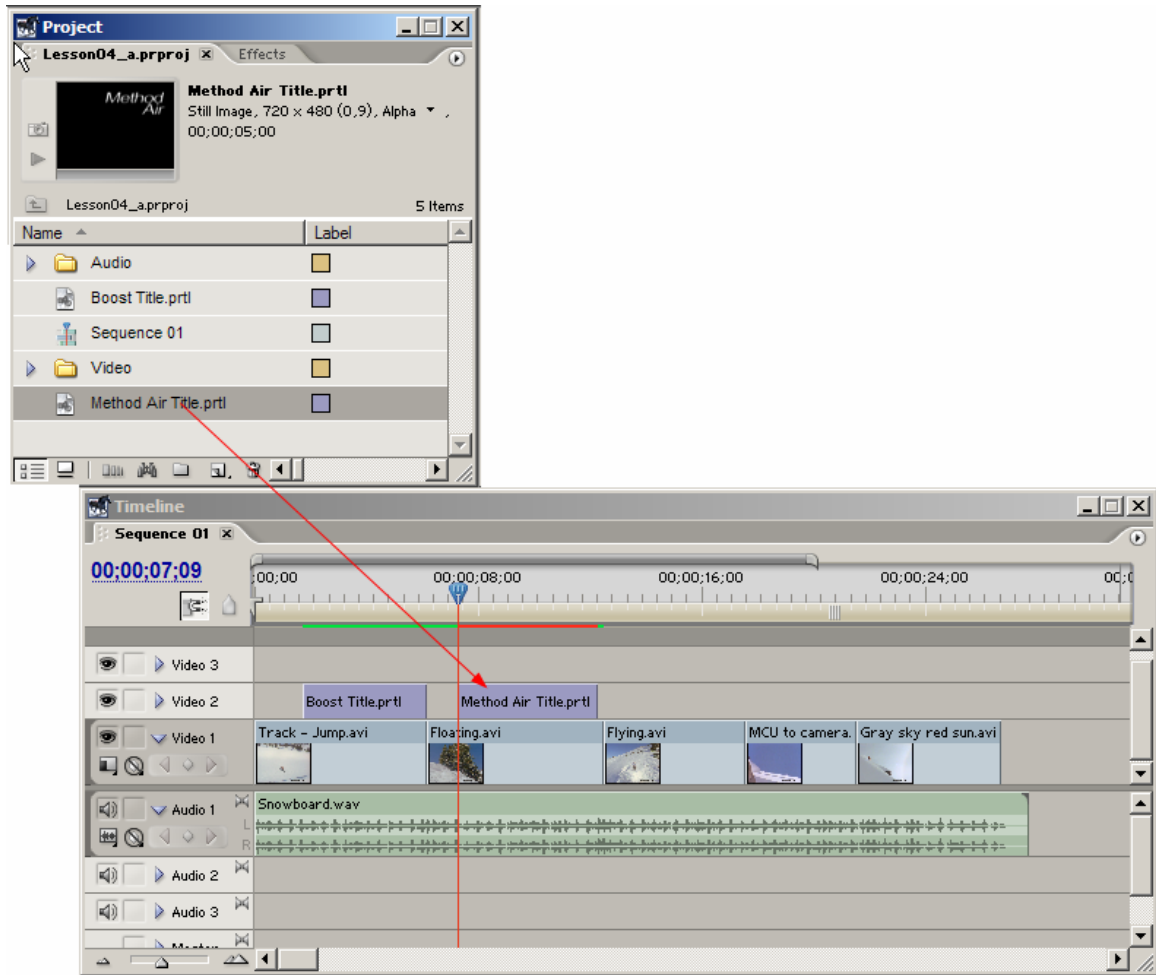 Project
Lesson04_a.prproj
Effects
Method
Air
Method Air Title.prtl
Still Image, 720 x 480 (0,9), Alpha ,
00;00;05;00
Lesson04_a.prproj
5 Items
Name
Label
Audio
Boost Title.prtl
Sequence 01
Video
Method Air Title.prtl
Timeline
Sequence 01
00;00;07;09
;00;00
00;00;08;00
00;00;16;00
00;00;24;00
Video 3
Video 2
Boost Title.prtl
Method Air Title.prtl
Video 1
Track - Jump.avi
Floating.avi
Flying.avi
MCU to camera.
Gray sky red sun.avi
Audio 1
Snowboard.wav
L
R
Audio 2
Audio 3